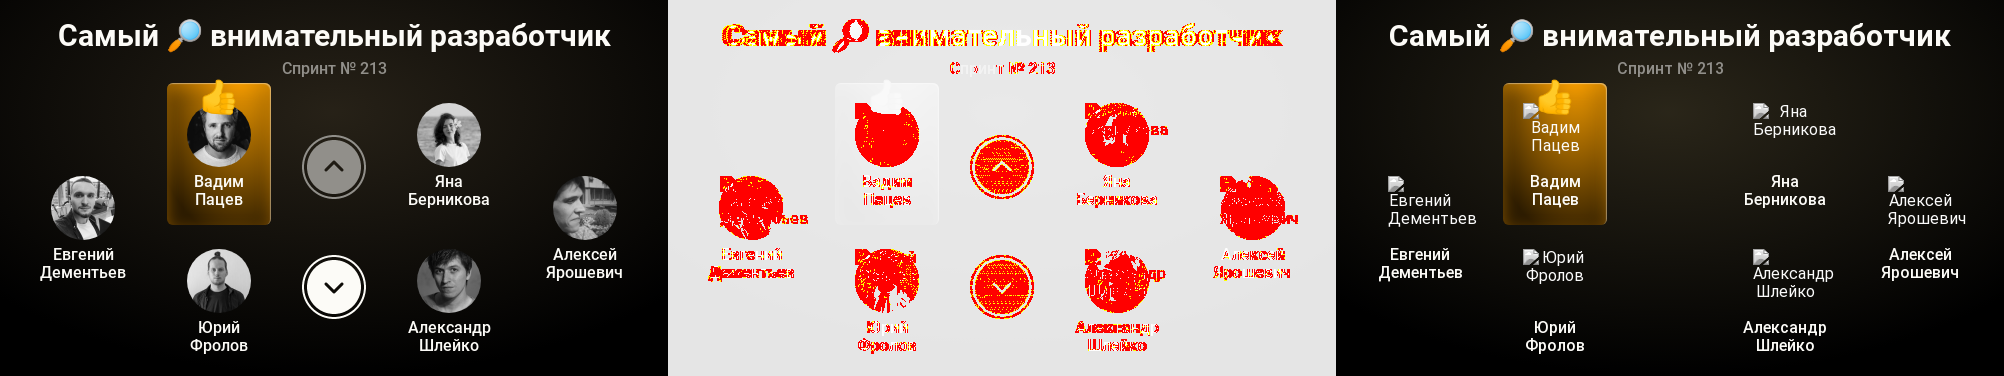 Самый 🔎 внимательный разработчик
Спринт № 213
Вадим
Пацев
Яна
Берникова
Евгений
Дементьев
Алексей
Ярошевич
Юрий
Фролов
Александр
Шлейко
Самый 🔎 внимательный разработчик
Спринт № 213
Вадим
Пацев
Яна
Берникова
Евгений
Дементьев
Алексей
Ярошевич
Юрий
Фролов
Александр
Шлейко
Самый 🔎 внимательный разработчик
Спринт № 213
Вадим
Пацев
Яна
Берникова
Вадим
Пацев
Яна
Берникова
Евгений
Дементьев
Алексей
Ярошевич
Евгений
Дементьев
Алексей
Ярошевич
Юрий
Фролов
Александр
Шлейко
Юрий
Фролов
Александр
Шлейко